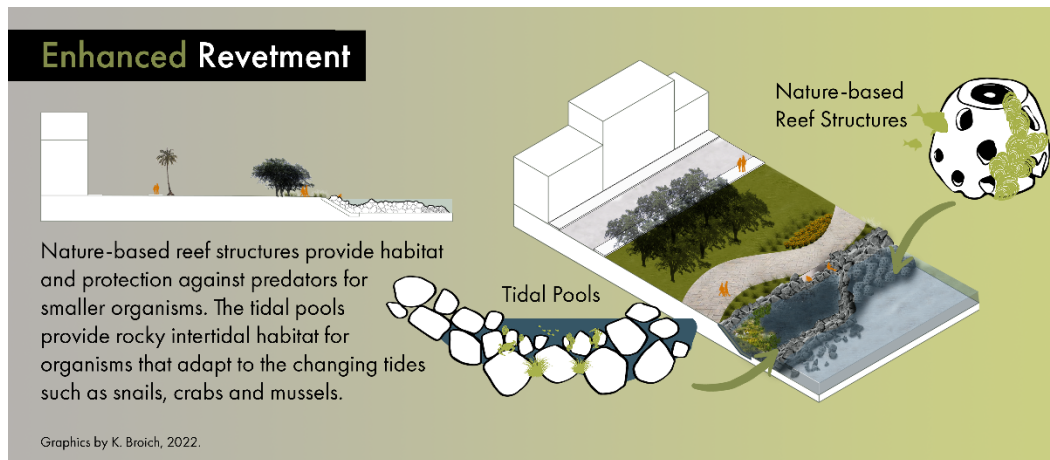 Enhanced Revetment
Nature-based
Reef Structures
Nature-based reef structures provide habitat
and protection against predators for
smaller organisms. The tidal pools
provide rocky intertidal habitat for
organisms that adapt to the changing tides
such as snails, crabs and mussels.
Tidal Pools
Graphics by K. Broich, 2022.